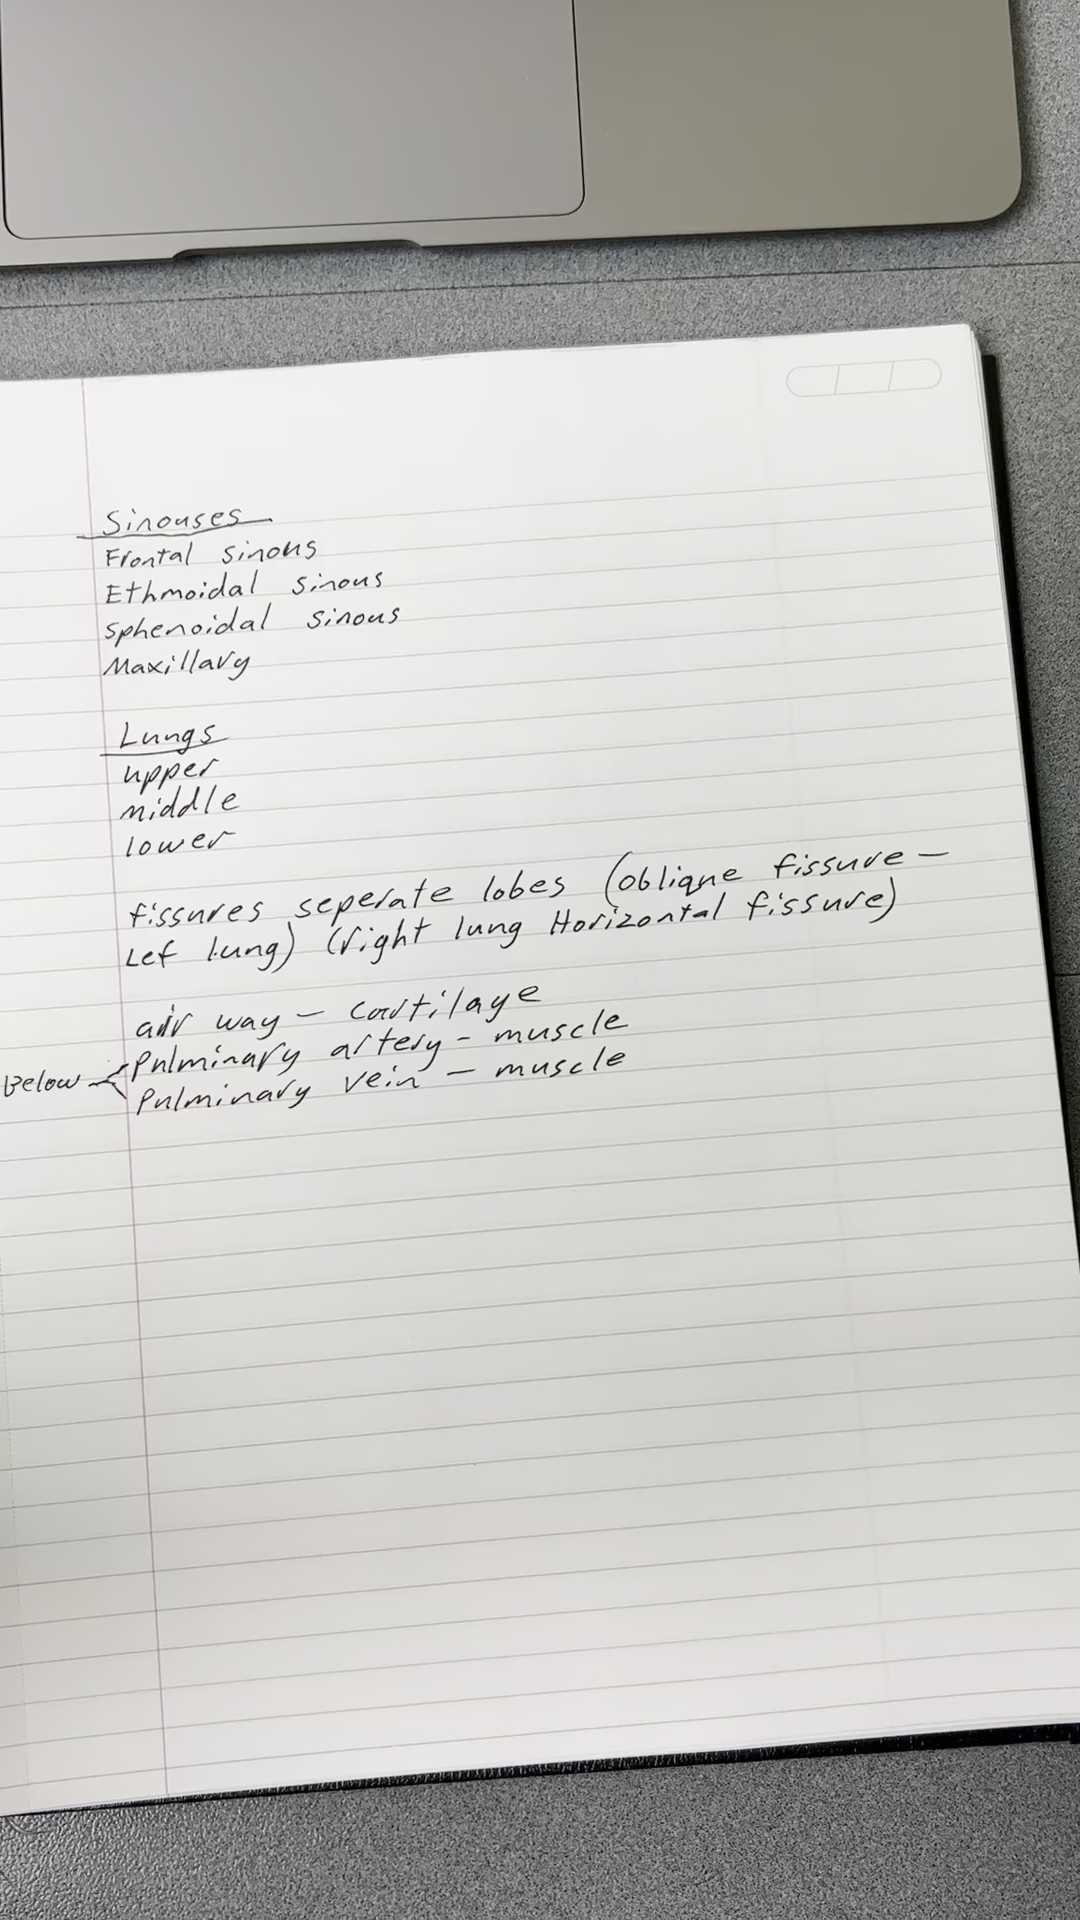 Sinouses
Frontal sinous
Ethmoidal sinous
Sphenoidal sinous
Maxillary
Lungs
upper
middle
lower
fissures seperate lobes (oblique fissure –
Lef lung) (right lung Horizontal fissure)
air way – Cartilaye
Pulminary artery – muscle
Below
Pulminary vein – muscle